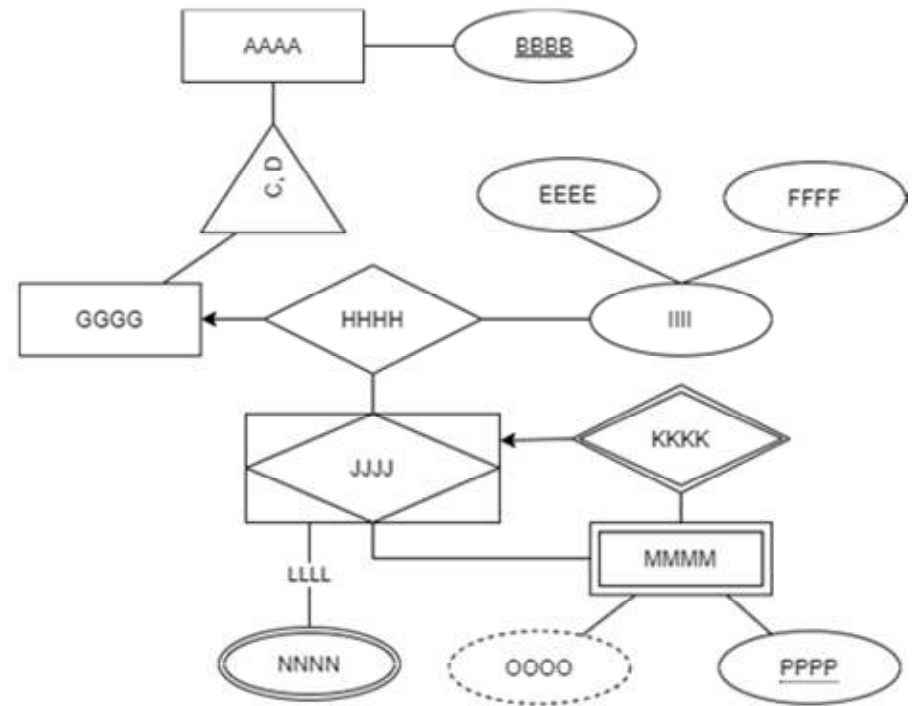 AAAA
BBBB
C, D
EEEE
FFFF
GGGG
HHHH
IIII
JJJJ
KKKK
LLLL
MMMM
NNNN
OOOO
PPPP